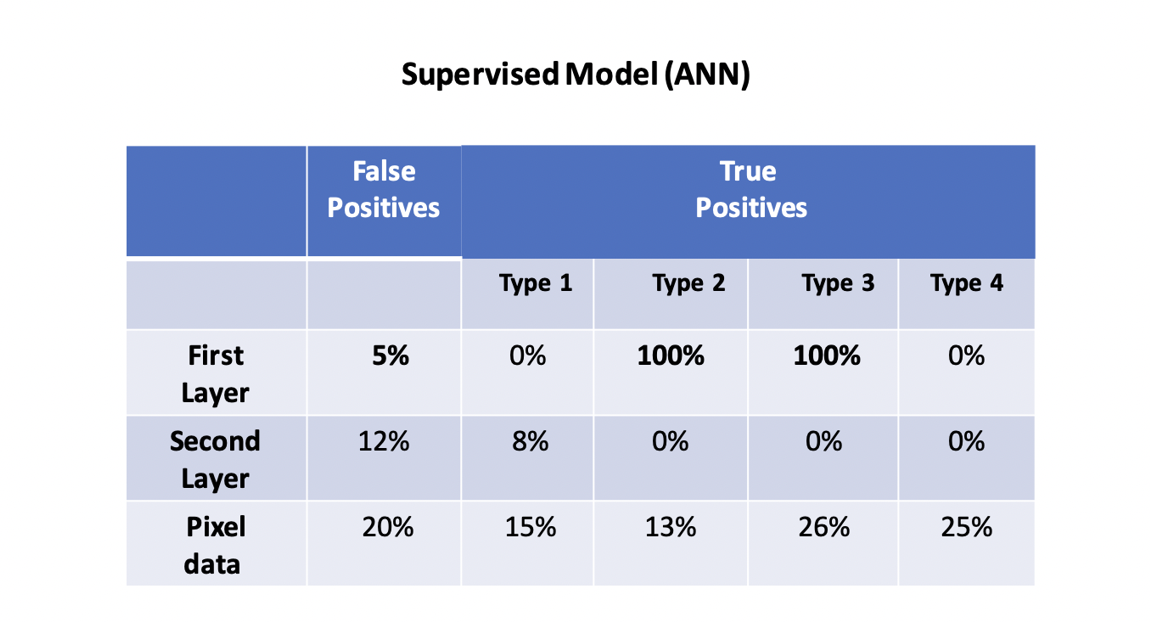 Supervised Model (ANN)
False
Positives
True
Positives
Type 1 Type 2 Type 3 Type 4
First
Layer
5% 0% 100% 100% 0%
Second
Layer
12% 8% 0% 0% 0%
Pixel
data
20% 15% 13% 26% 25%